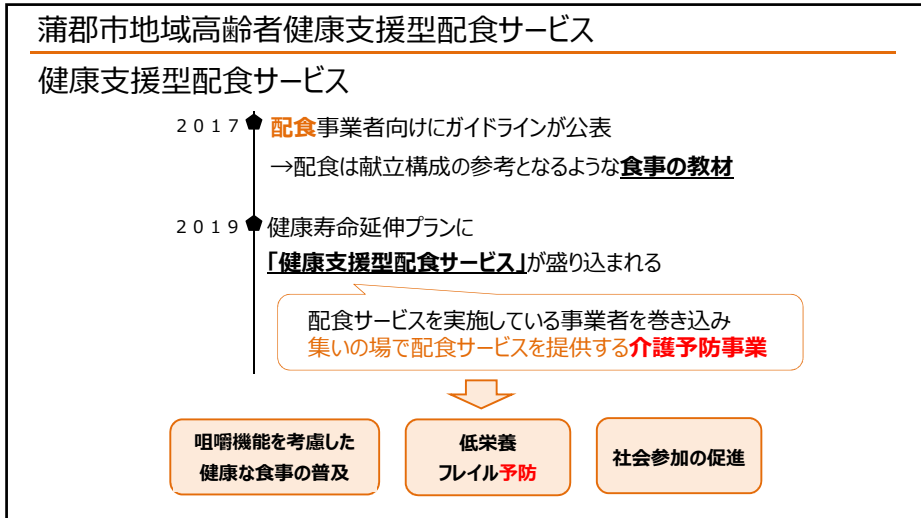 蒲郡市地域高齢者健康支援型配食サービス
健康支援型配食サービス
２０１７
配食事業者向けにガイドラインが公表
→配食は献立構成の参考となるような食事の教材
２０１９
健康寿命延伸プランに
「健康支援型配食サービス」が盛り込まれる
配食サービスを実施している事業者を巻き込み
集いの場で配食サービスを提供する介護予防事業
咀嚼機能を考慮した
健康な食事の普及
低栄養
フレイル予防
社会参加の促進